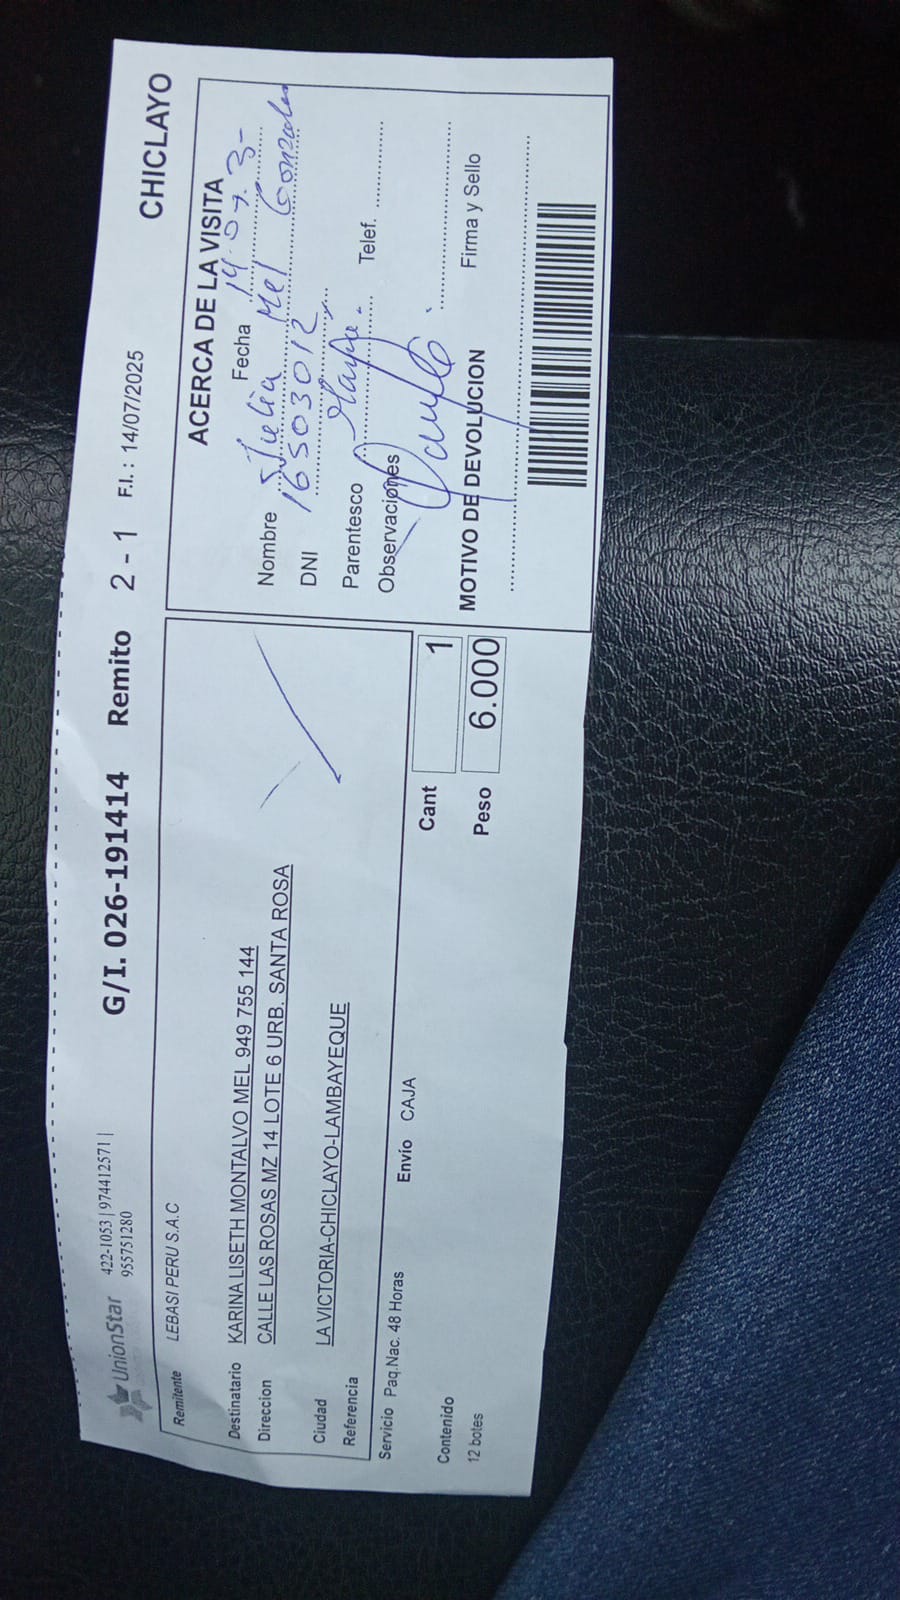 UnionStar
422-1053 | 974412571 |
955751280
G/I. 026-191414 Remito 2 - 1 F.I. : 14/07/2025 CHICLAYO
Remitente LEBASI PERU S.A.C
Destinatario KARINA LISETH MONTALVO MEL 949 755 144
Direccion CALLE LAS ROSAS MZ 14 LOTE 6 URB. SANTA ROSA
Ciudad LA VICTORIA-CHICLAYO-LAMBAYEQUE
Referencia
Servicio Paq.Nac. 48 Horas Envío CAJA
Contenido
12 botes
Cant 1
Peso 6.000
ACERCA DE LA VISITA
Fecha
Nombre Julia Mel Gonzales
DNI 16503012
Parentesco
Telef.
Observaciones
MOTIVO DE DEVOLUCION Firma y Sello